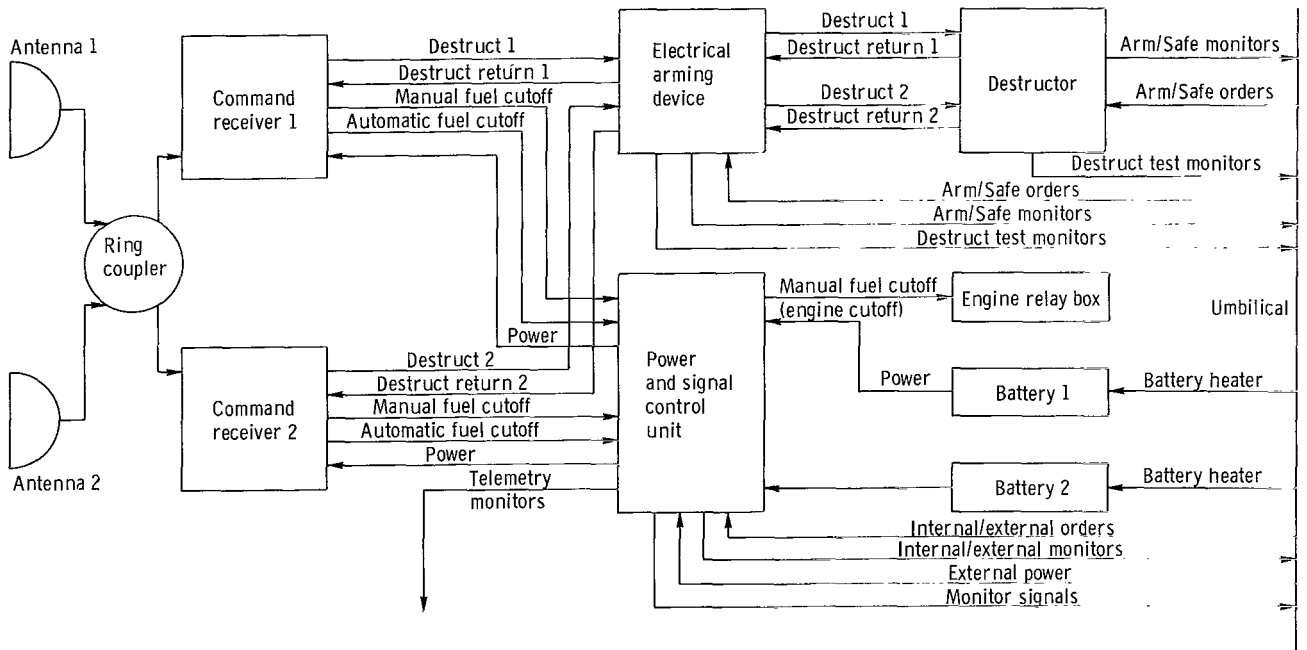 Antenna 1
Ring
coupler
Antenna 2
Command
receiver 1
Destruct 1
Destruct return 1
Manual fuel cutoff
Automatic fuel cutoff
Power
Command
receiver 2
Destruct 2
Destruct return 2
Manual fuel cutoff
Automatic fuel cutoff
Power
Telemetry
monitors
Electrical
arming
device
Destruct 1
Destruct return 1
Destruct 2
Destruct return 2
Destructor
Arm/Safe monitors
Arm/Safe orders
Destruct test monitors
Arm/Safe orders
Arm/Safe monitors
Destruct test monitors
Power
and signal
control
unit
Manual fuel cutoff
(engine cutoff)
Engine relay box
Umbilical
Power
Battery 1
Battery heater
Battery 2
Battery heater
Internal/external orders
Internal/external monitors
External power
Monitor signals